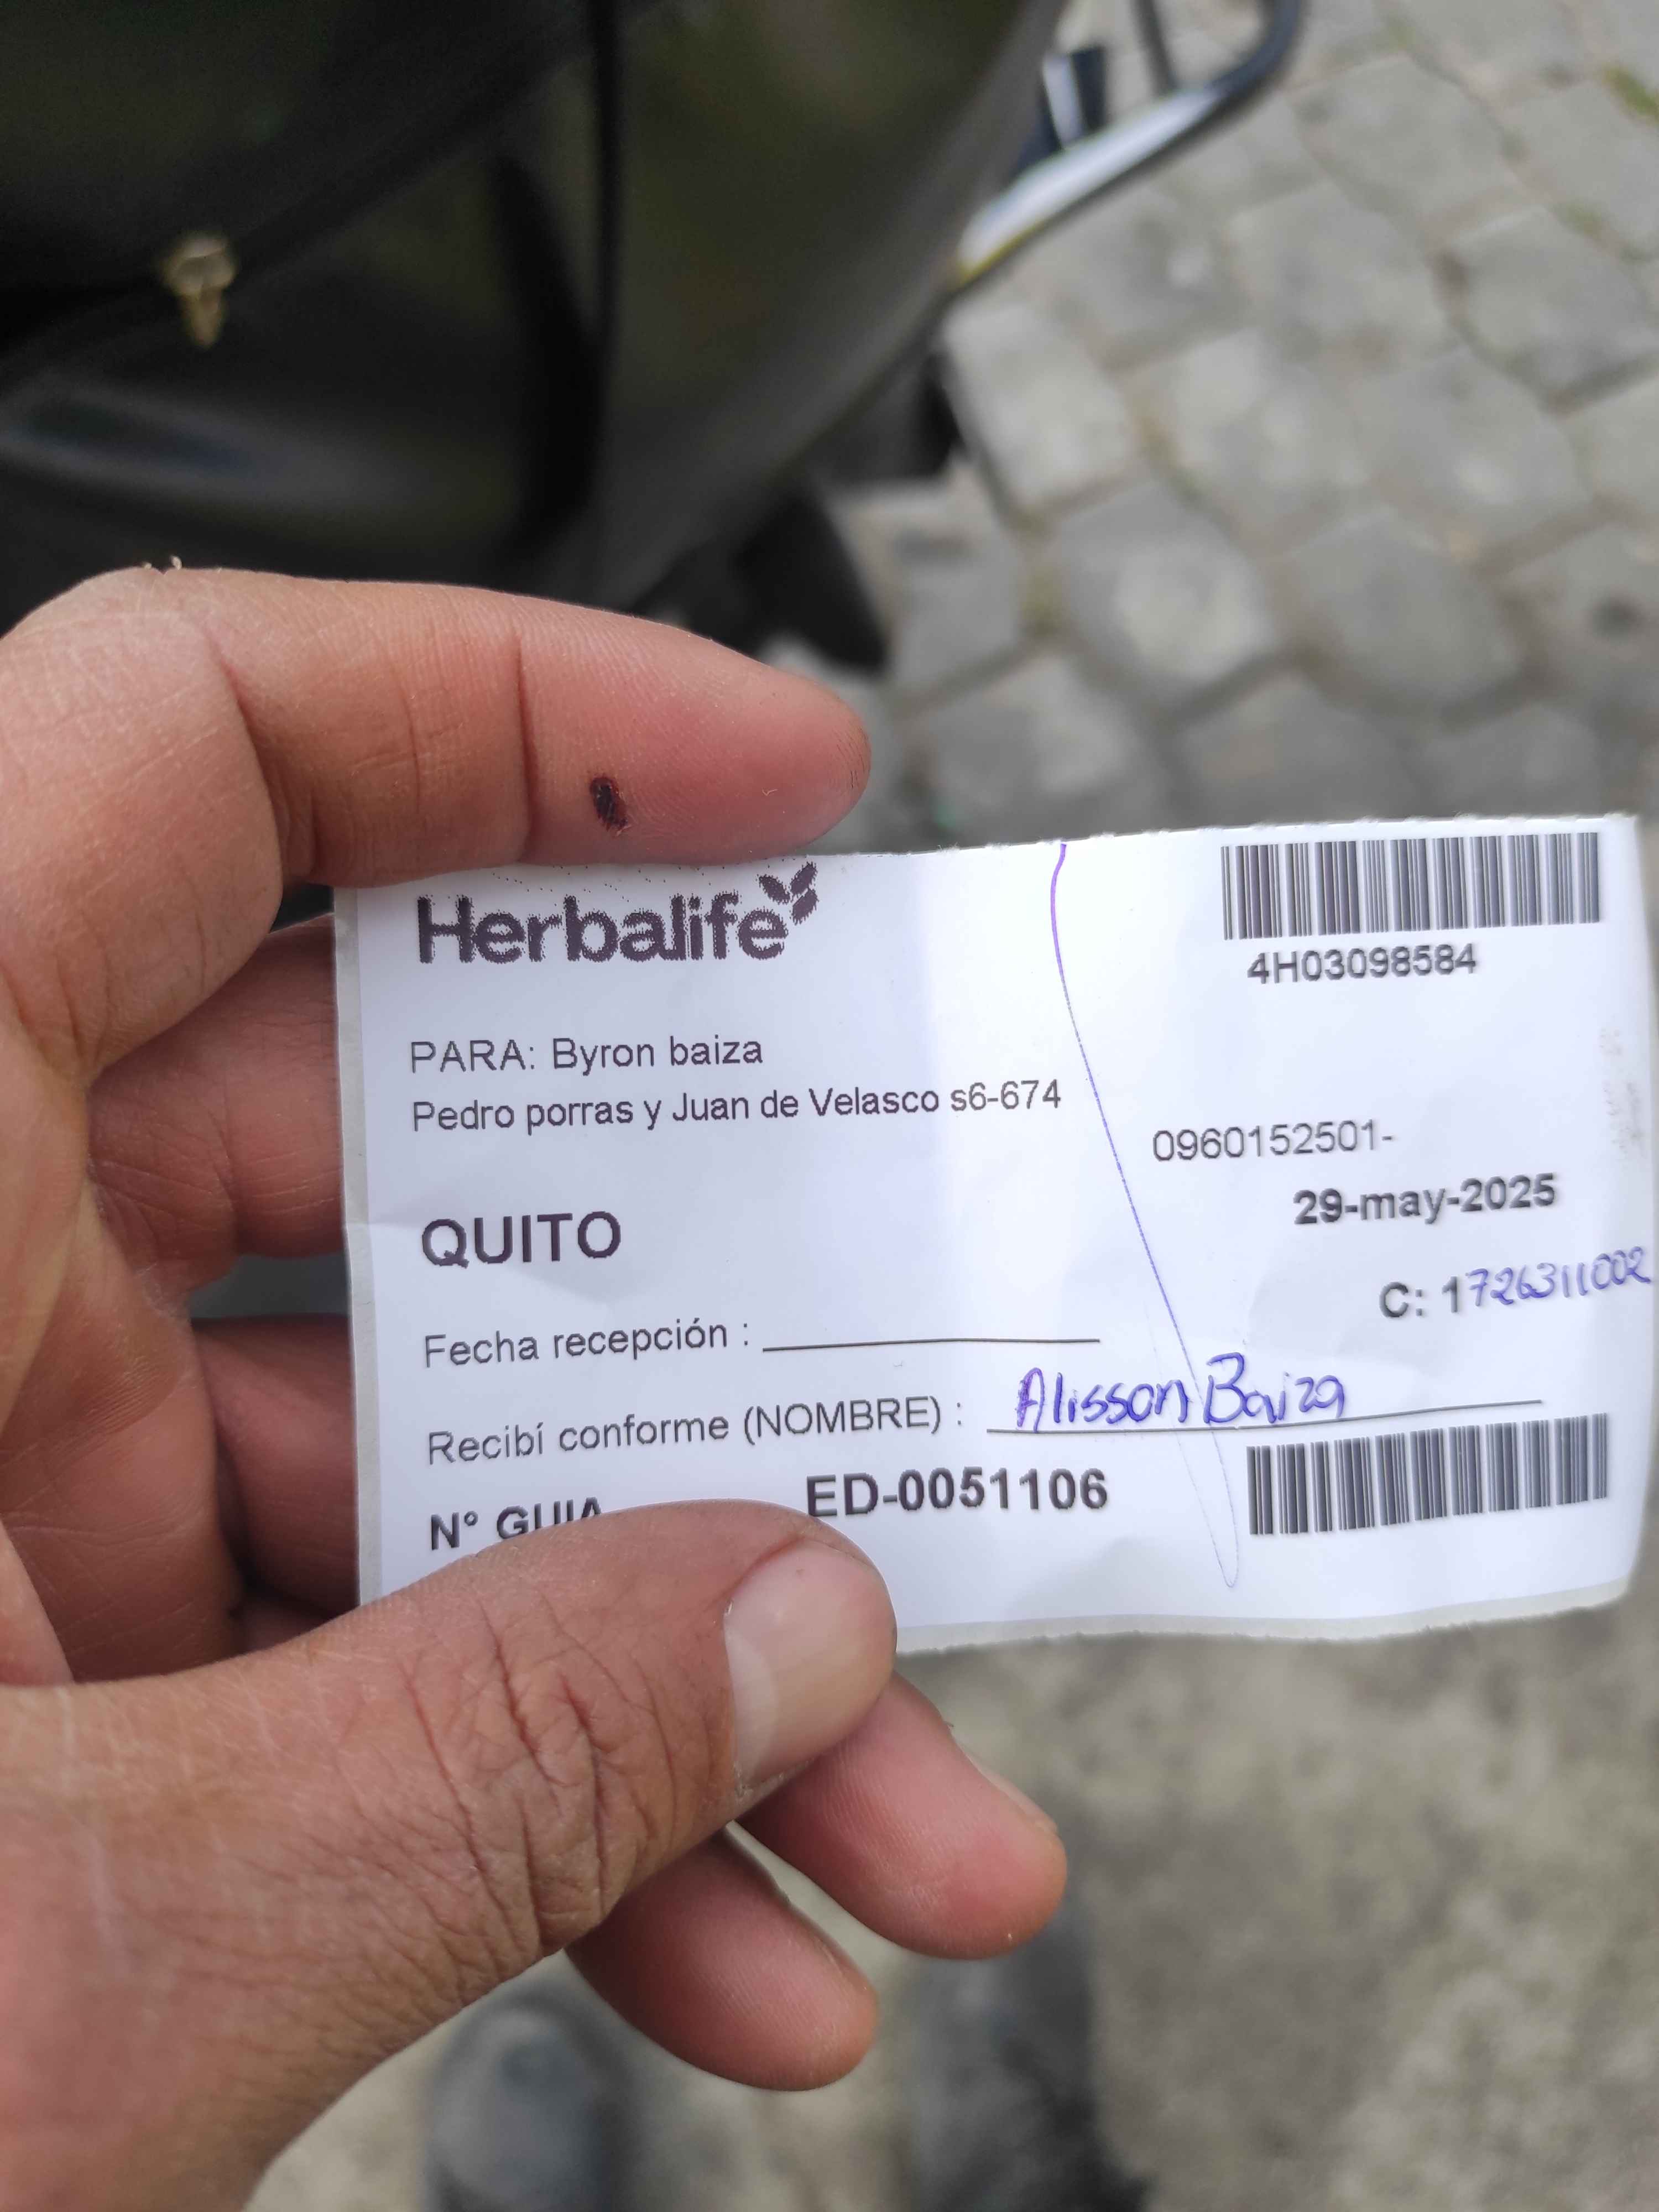 Herbalife
4H03098584
PARA: Byron baiza
Pedro porras y Juan de Velasco s6-674
0960152501-
29-may-2025
QUITO
C: 1726311002
Fecha recepción :
Recibí conforme (NOMBRE) : Alisson Baiza
N° GUIA ED-0051106